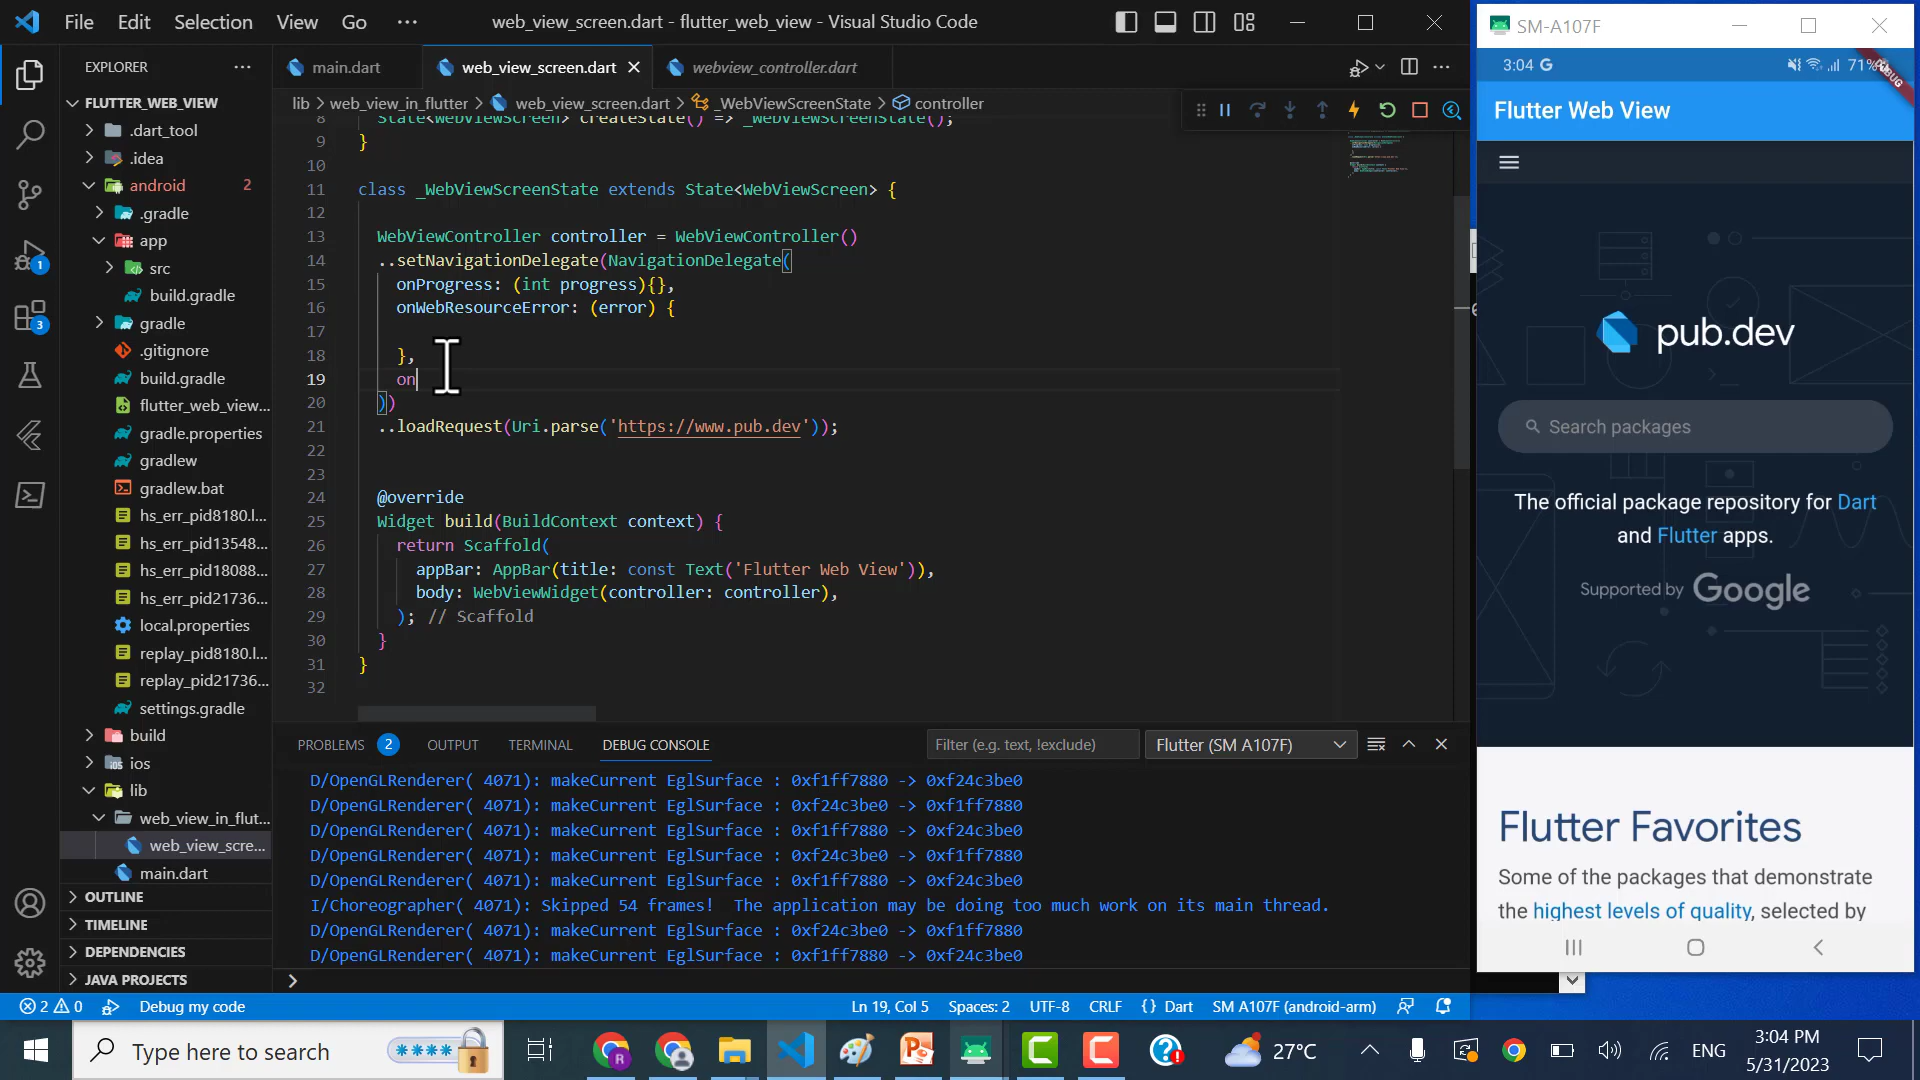 File Edit Selection View Go ··· web_view_screen.dart - flutter_web_view - Visual Studio Code
EXPLORER ···
FLUTTER_WEB_VIEW
.dart_tool
.idea
android 2
.gradle
app
src
build.gradle
gradle
.gitignore
build.gradle
flutter_web_view...
gradle.properties
gradlew
gradlew.bat
hs_err_pid8180.l...
hs_err_pid13548...
hs_err_pid18088...
hs_err_pid21736...
local.properties
replay_pid8180.l...
replay_pid21736...
settings.gradle
build
ios
lib
web_view_in_flut...
web_view_scre...
main.dart
OUTLINE
TIMELINE
DEPENDENCIES
JAVA PROJECTS
1
3
main.dart web_view_screen.dart webview_controller.dart
lib > web_view_in_flutter > web_view_screen.dart > _WebViewScreenState > controller
8 State<WebViewScreen> createState() => _WebViewScreenState();
9 }
10
11 class _WebViewScreenState extends State<WebViewScreen> {
12
13 WebViewController controller = WebViewController()
14 ..setNavigationDelegate(NavigationDelegate(
15 onProgress: (int progress){},
16 onWebResourceError: (error) {
17
18 },
19 on
20 ))
21 ..loadRequest(Uri.parse('https://www.pub.dev'));
22
23
24 @override
25 Widget build(BuildContext context) {
26 return Scaffold(
27 appBar: AppBar(title: const Text('Flutter Web View')),
28 body: WebViewWidget(controller: controller),
29 ); // Scaffold
30 }
31 }
32
PROBLEMS 2 OUTPUT TERMINAL DEBUG CONSOLE Filter (e.g. text, !exclude) Flutter (SM A107F)
D/OpenGLRenderer( 4071): makeCurrent EglSurface : 0xf1ff7880 -> 0xf24c3be0
D/OpenGLRenderer( 4071): makeCurrent EglSurface : 0xf24c3be0 -> 0xf1ff7880
D/OpenGLRenderer( 4071): makeCurrent EglSurface : 0xf1ff7880 -> 0xf24c3be0
D/OpenGLRenderer( 4071): makeCurrent EglSurface : 0xf24c3be0 -> 0xf1ff7880
D/OpenGLRenderer( 4071): makeCurrent EglSurface : 0xf1ff7880 -> 0xf24c3be0
I/Choreographer( 4071): Skipped 54 frames! The application may be doing too much work on its main thread.
D/OpenGLRenderer( 4071): makeCurrent EglSurface : 0xf24c3be0 -> 0xf1ff7880
D/OpenGLRenderer( 4071): makeCurrent EglSurface : 0xf1ff7880 -> 0xf24c3be0
2 0 Debug my code Ln 19, Col 5 Spaces: 2 UTF-8 CRLF {} Dart SM A107F (android-arm)
SM-A107F
3:04 G 71%
DEBUG
Flutter Web View
pub.dev
Search packages
The official package repository for Dart
and Flutter apps.
Supported by Google
Flutter Favorites
Some of the packages that demonstrate
the highest levels of quality, selected by
Type here to search
****
R
27°C
ENG
3:04 PM
5/31/2023